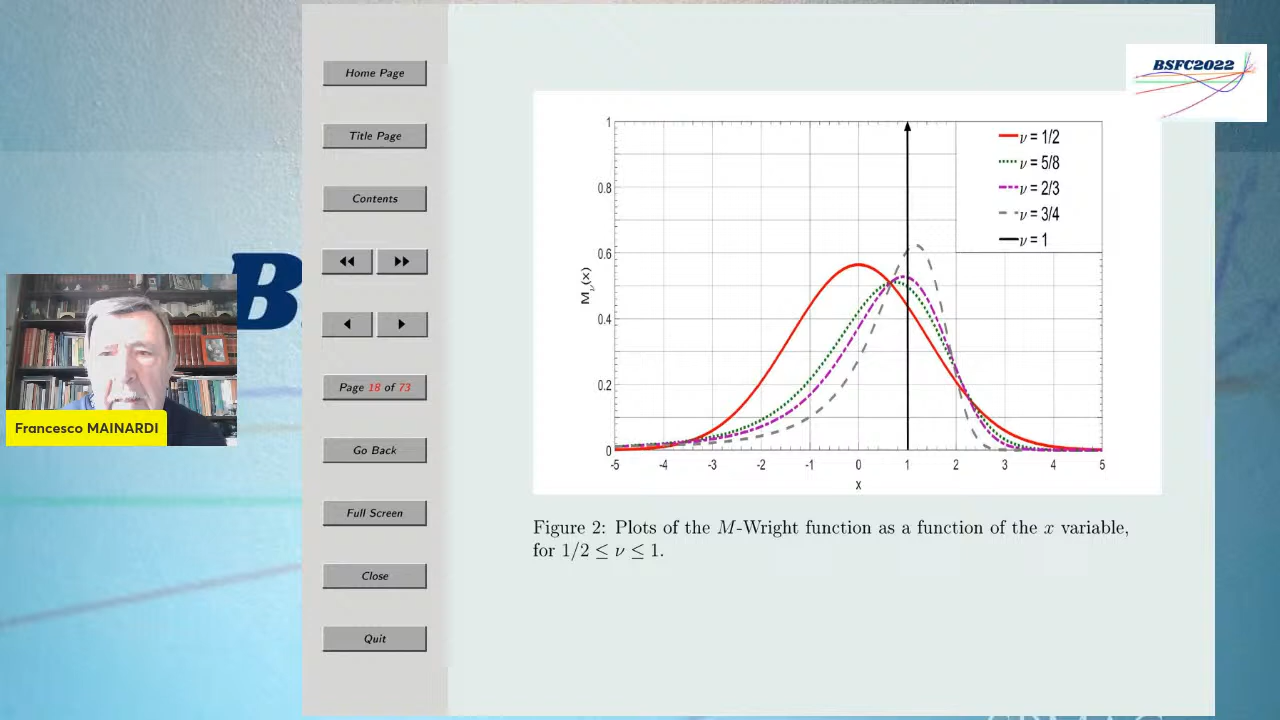 Home Page
Title Page
Contents
Page 18 of 73
Go Back
Full Screen
Close
Quit
BSFC2022
B
Francesco MAINARDI
1
0.8
0.6
0.4
0.2
0
M_ν(x)
-5 -4 -3 -2 -1 0 1 2 3 4 5
x
ν = 1/2
ν = 5/8
ν = 2/3
ν = 3/4
ν = 1
Figure 2: Plots of the M-Wright function as a function of the x variable,
for 1/2 ≤ ν ≤ 1.